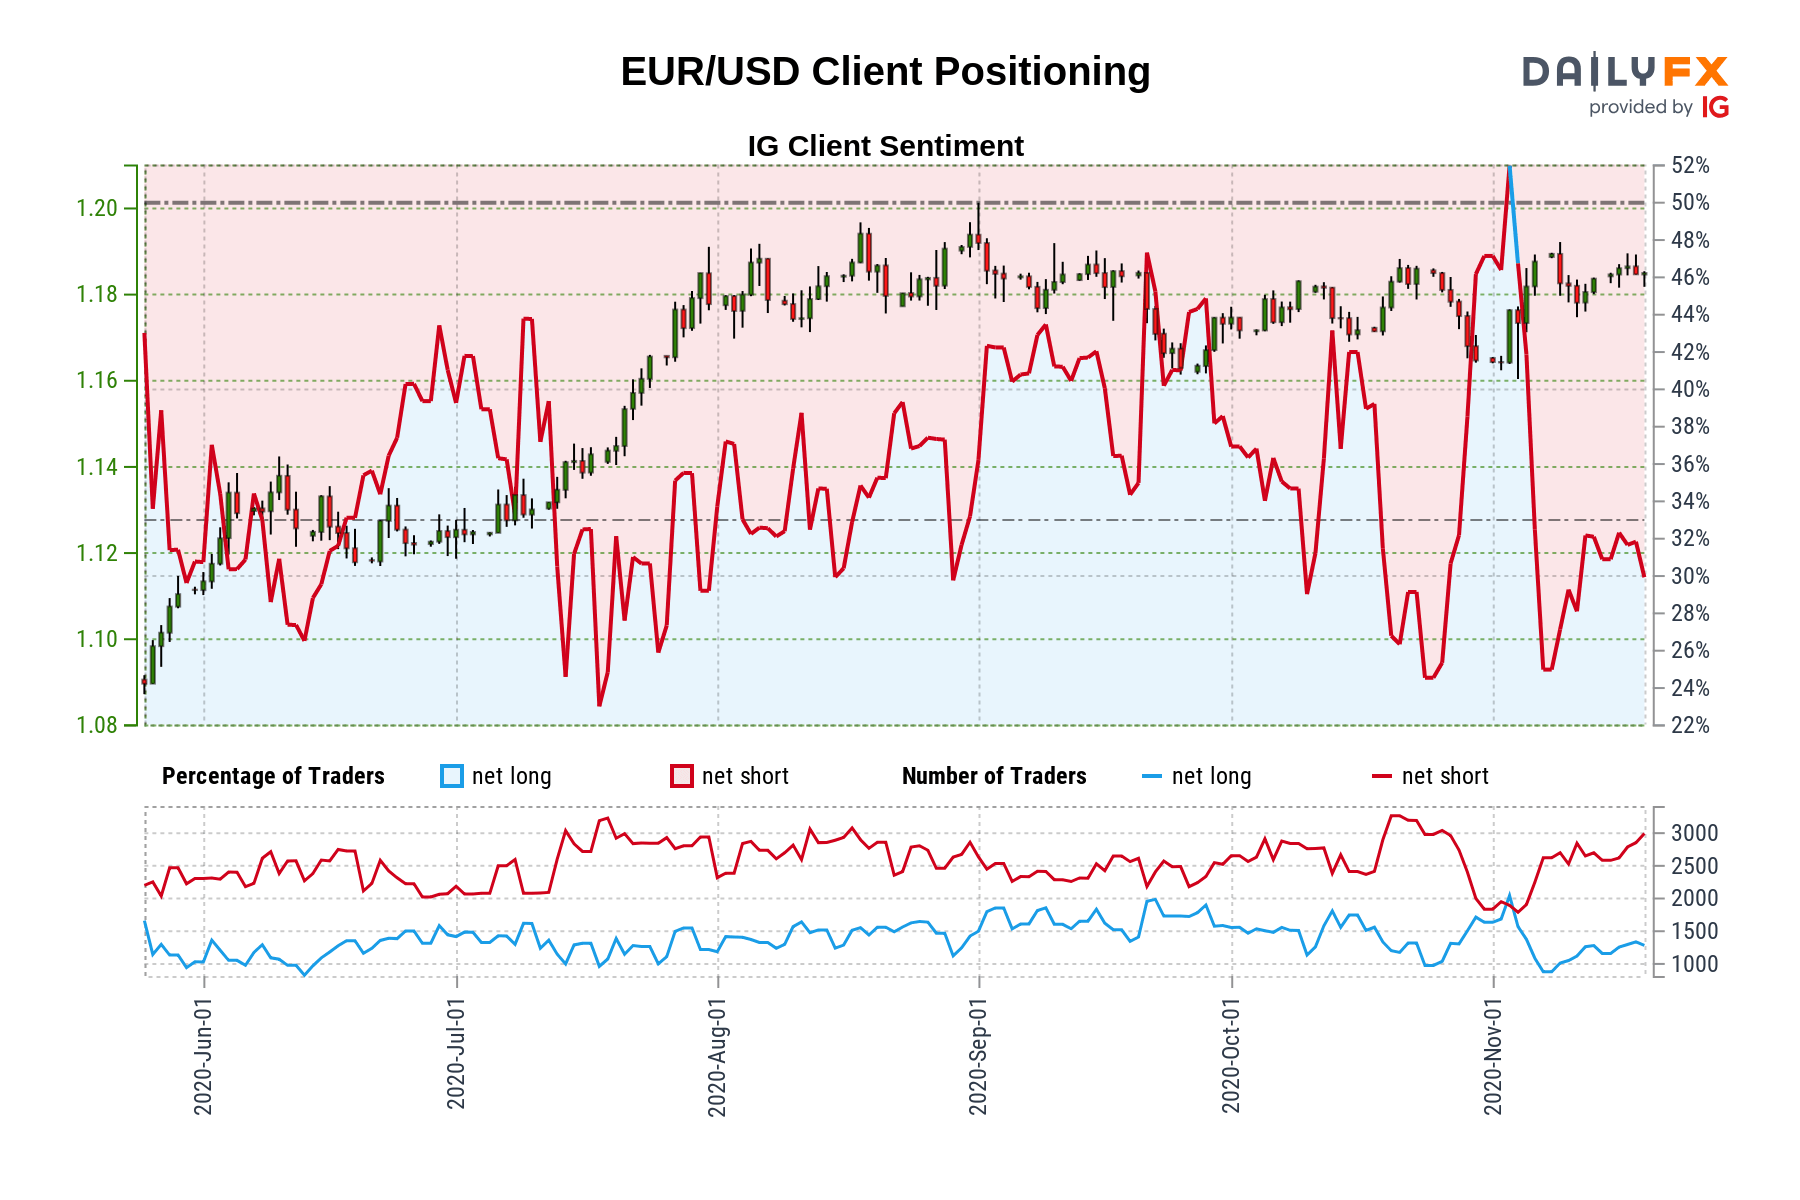 EUR/USD Client Positioning
DAILYFX
provided by IG
IG Client Sentiment
1.20
1.18
1.16
1.14
1.12
1.10
1.08
52%
50%
48%
46%
44%
42%
40%
38%
36%
34%
32%
30%
28%
26%
24%
22%
Percentage of Traders net long net short Number of Traders net long net short
3000
2500
2000
1500
1000
2020-Jun-01
2020-Jul-01
2020-Aug-01
2020-Sep-01
2020-Oct-01
2020-Nov-01